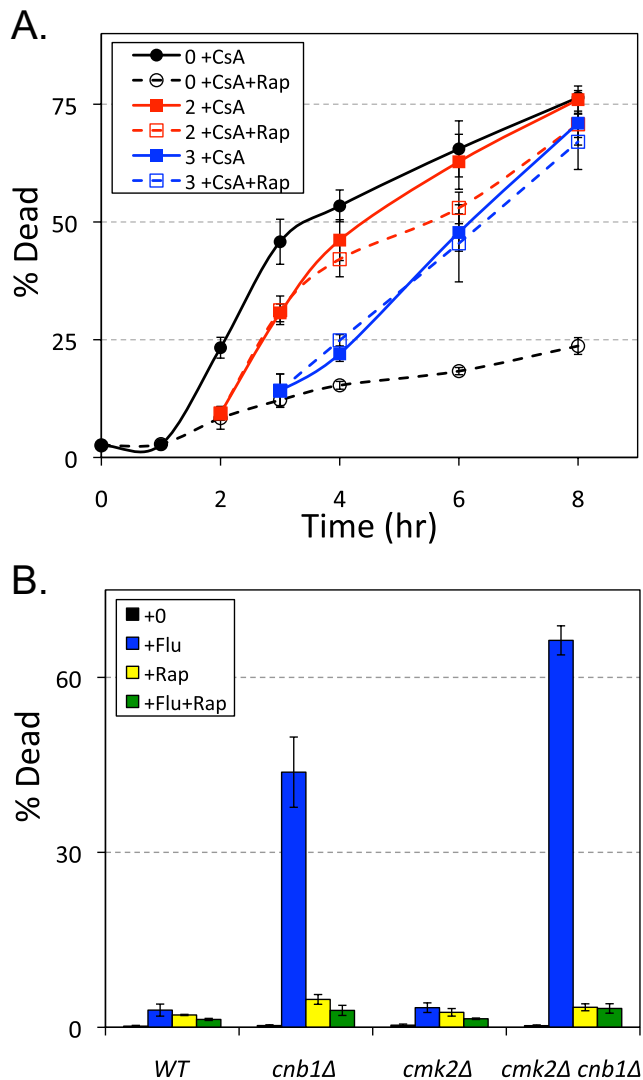 A.
0 +CsA
0 +CsA+Rap
2 +CsA
2 +CsA+Rap
3 +CsA
3 +CsA+Rap
75
50
25
0
% Dead
0 2 4 6 8
Time (hr)
B.
+0
+Flu
+Rap
+Flu+Rap
60
30
0
% Dead
WT cnb1Δ cmk2Δ cmk2Δ cnb1Δ